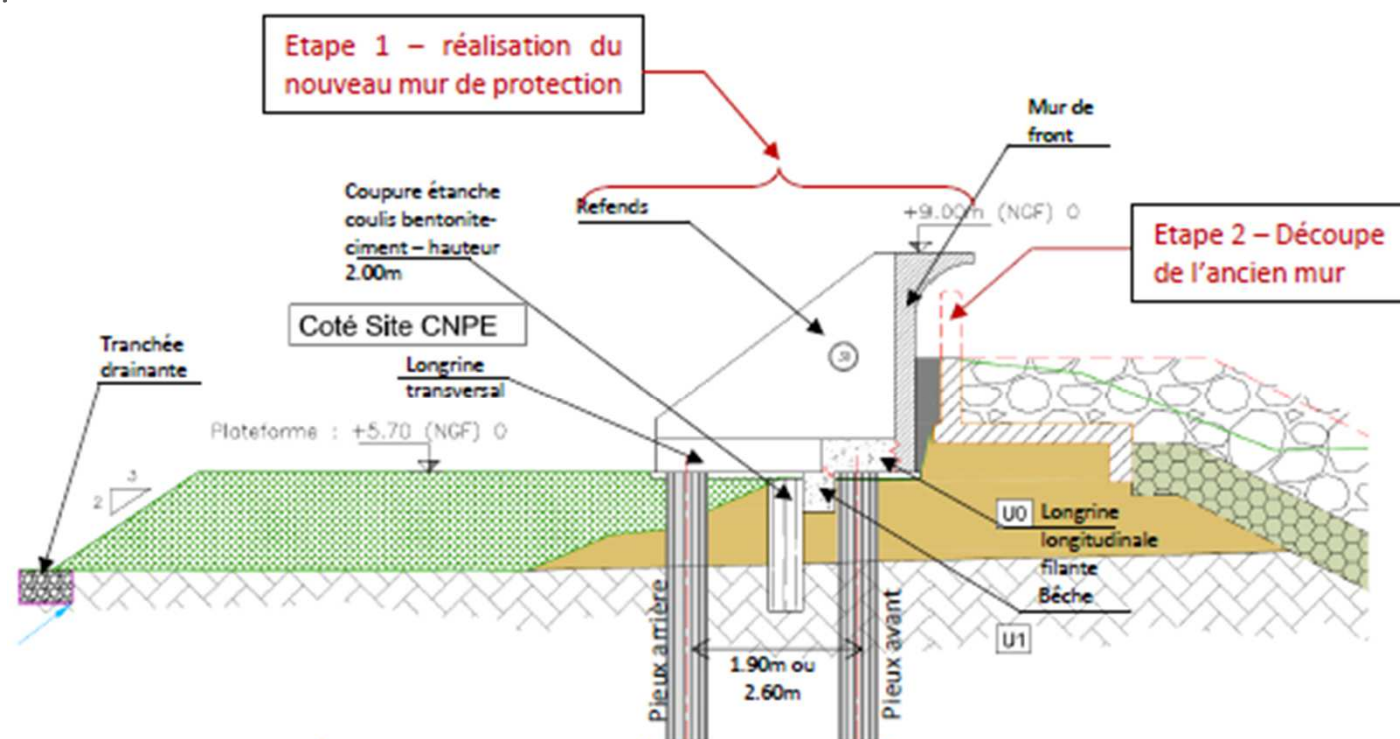 Etape 1 – réalisation du
nouveau mur de protection
Mur de
front
Coupure étanche
coulis bentonite-
ciment – hauteur
2.00m
Refends
+9.00m (NGF) O
Etape 2 – Découpe
de l'ancien mur
Coté Site CNPE
Tranchée
drainante
Longrine
transversal
Plateforme : +5.70 (NGF) O
3
2
U0 Longrine
longitudinale
filante
Bêche
U1
Pieux arrière
1.90m ou
2.60m
Pieux avant